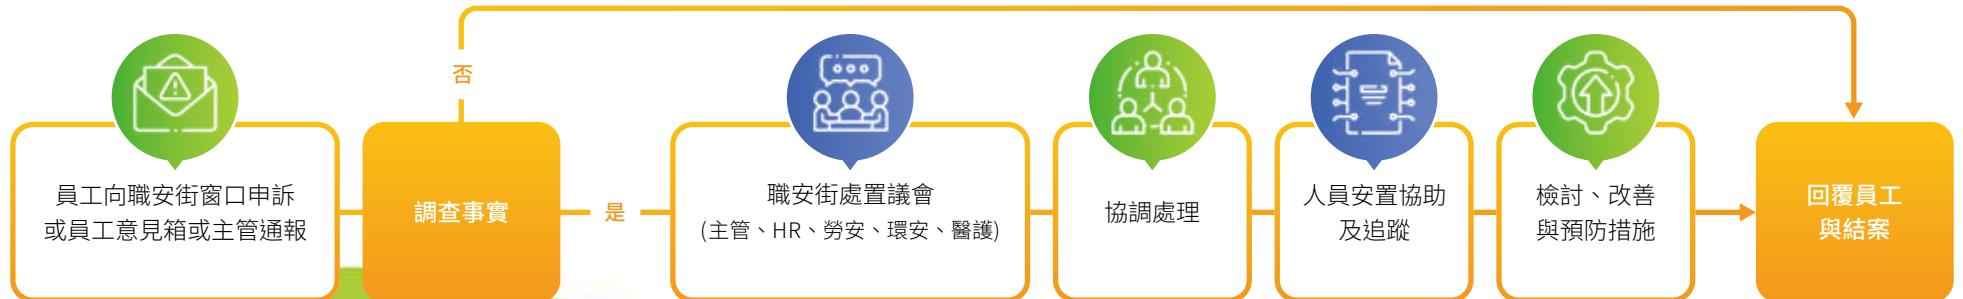 否
員工向職安街窗口申訴
或員工意見箱或主管通報
調查事實
是
職安街處置議會
(主管、HR、勞安、環安、醫護)
協調處理
人員安置協助
及追蹤
檢討、改善
與預防措施
回覆員工
與結案